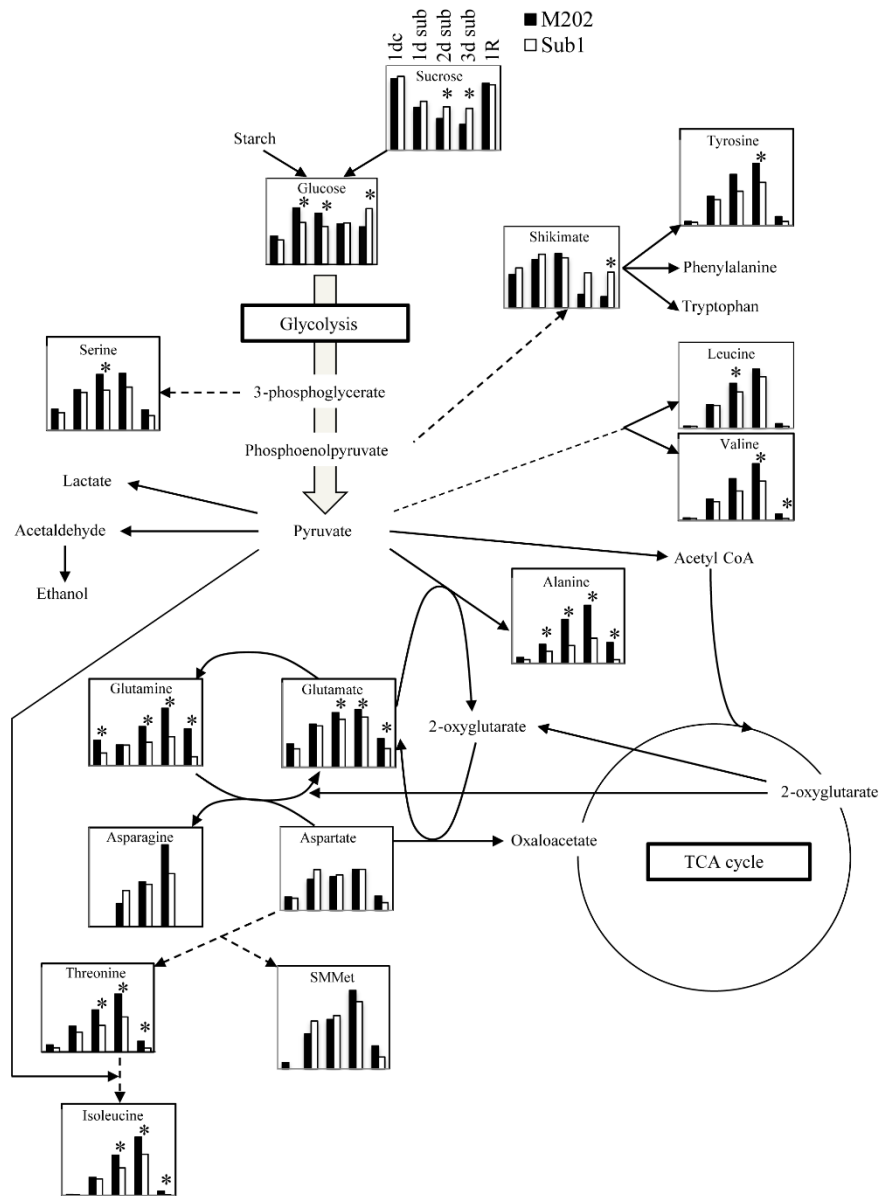 1dc
1d sub
2d sub
3d sub
1R
M202
Sub1
Sucrose
* *
Starch
Glucose
* * *
Tyrosine
*
Shikimate
*
Phenylalanine
Tryptophan
Glycolysis
Serine
*
3-phosphoglycerate
Leucine
*
Phosphoenolpyruvate
Valine
* *
Lactate
Acetaldehyde
Pyruvate
Acetyl CoA
Ethanol
Alanine
* * * *
Glutamine
* * * *
Glutamate
* * *
2-oxyglutarate
2-oxyglutarate
Asparagine
Aspartate
Oxaloacetate
TCA cycle
Threonine
* * *
SMMet
Isoleucine
* * *